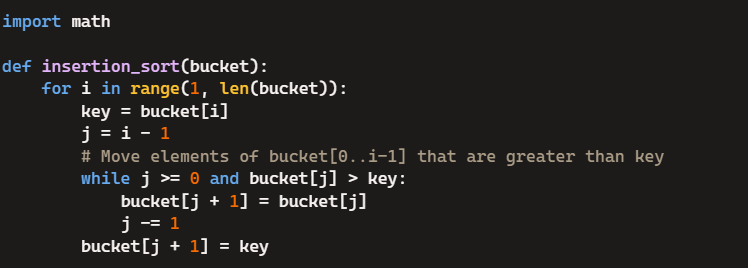 import math
def insertion_sort(bucket):
    for i in range(1, len(bucket)):
        key = bucket[i]
        j = i - 1
        # Move elements of bucket[0..i-1] that are greater than key
        while j >= 0 and bucket[j] > key:
            bucket[j + 1] = bucket[j]
            j -= 1
        bucket[j + 1] = key